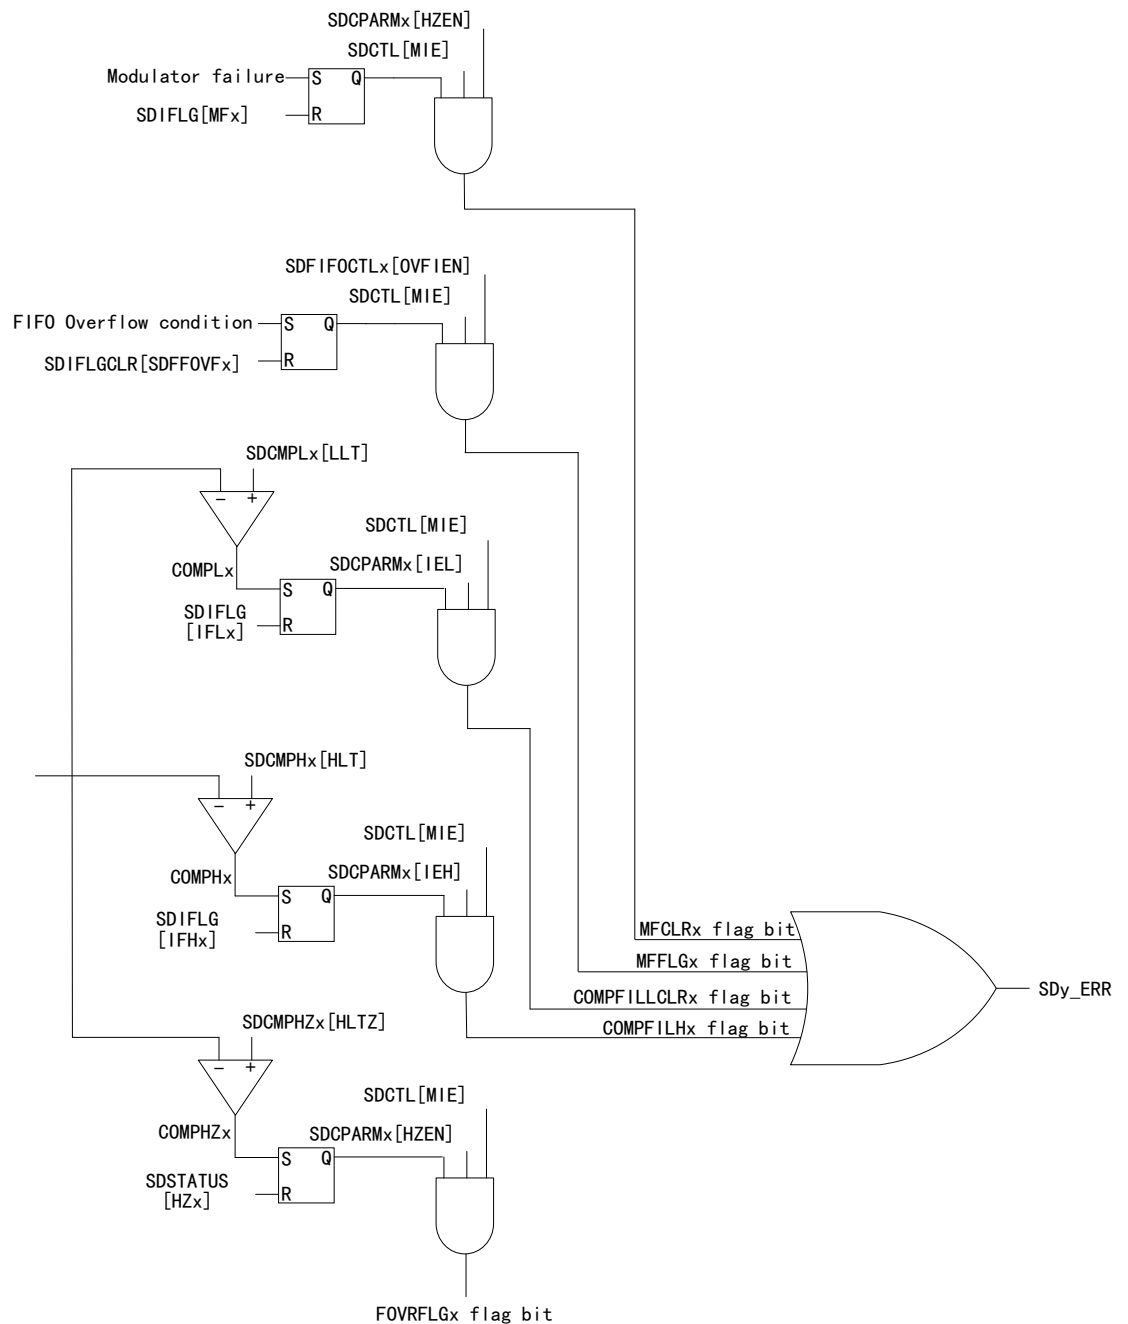 SDCPARMx[HZEN]
SDCTL[MIE]
Modulator failure
S Q
SDIFLG[MFx]
R
SDFIFOCTLx[OVFIEN]
SDCTL[MIE]
FIFO Overflow condition
S Q
SDIFLGCLR[SDFFOVFx]
R
SDCMPLx[LLT]
− +
SDCTL[MIE]
COMPLx
SDCPARMx[IEL]
S Q
SDIFLG
[IFLx]
R
SDCMPHx[HLT]
− +
SDCTL[MIE]
COMPHx
SDCPARMx[IEH]
S Q
SDIFLG
[IFHx]
R
MFCLRx flag bit
MFFLGx flag bit
COMPFILLCLRx flag bit
COMPFILHx flag bit
SDy_ERR
SDCMPHZx[HLTZ]
− +
SDCTL[MIE]
COMPHZx
SDCPARMx[HZEN]
S Q
SDSTATUS
[HZx]
R
FOVRFLGx flag bit